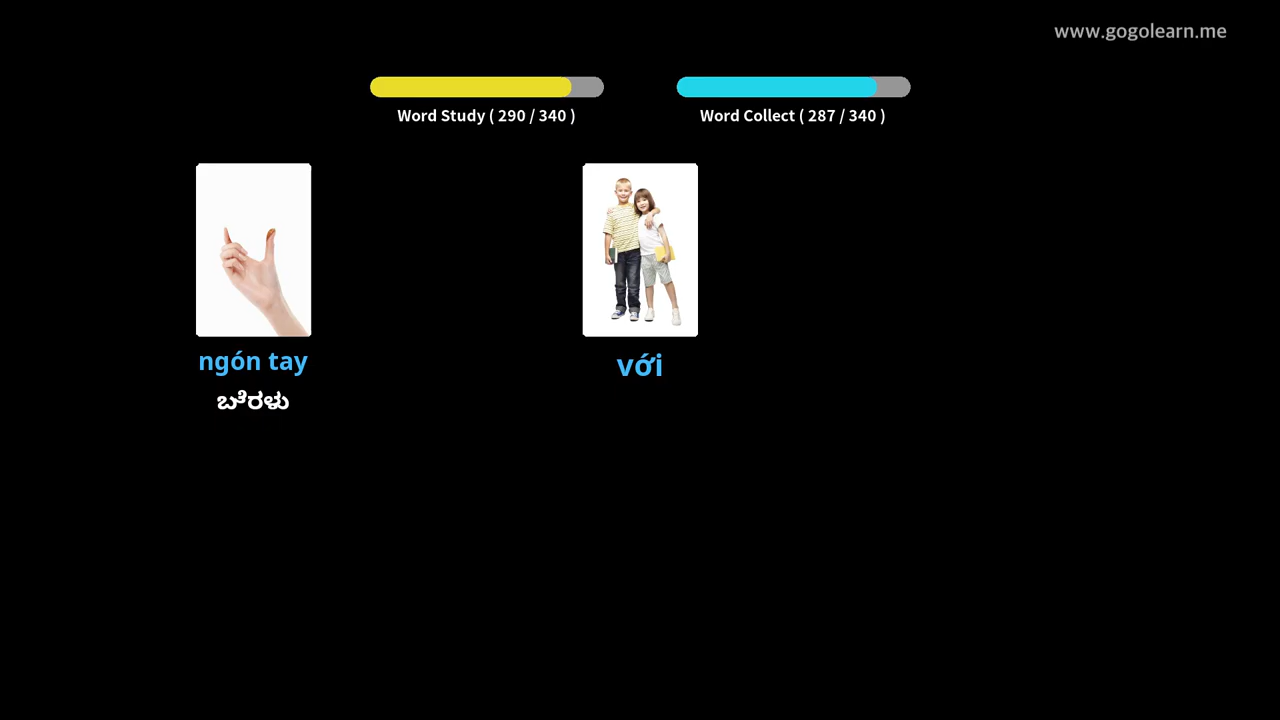 www.gogolearn.me
Word Study ( 290 / 340 )
Word Collect ( 287 / 340 )
ngón tay
ಬೆರಳು
với